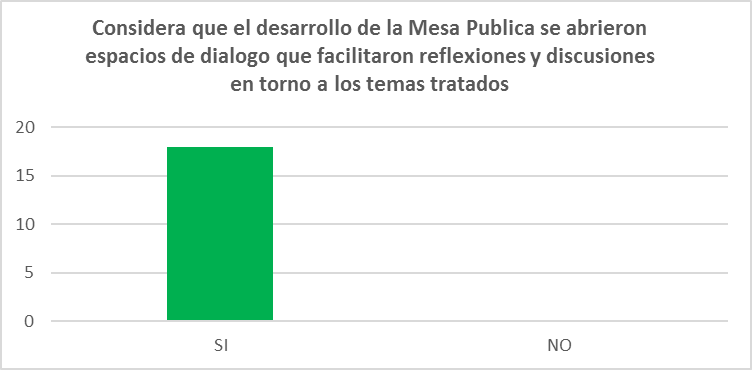 Considera que el desarrollo de la Mesa Publica se abrieron
espacios de dialogo que facilitaron reflexiones y discusiones
en torno a los temas tratados
20
15
10
5
0
SI NO